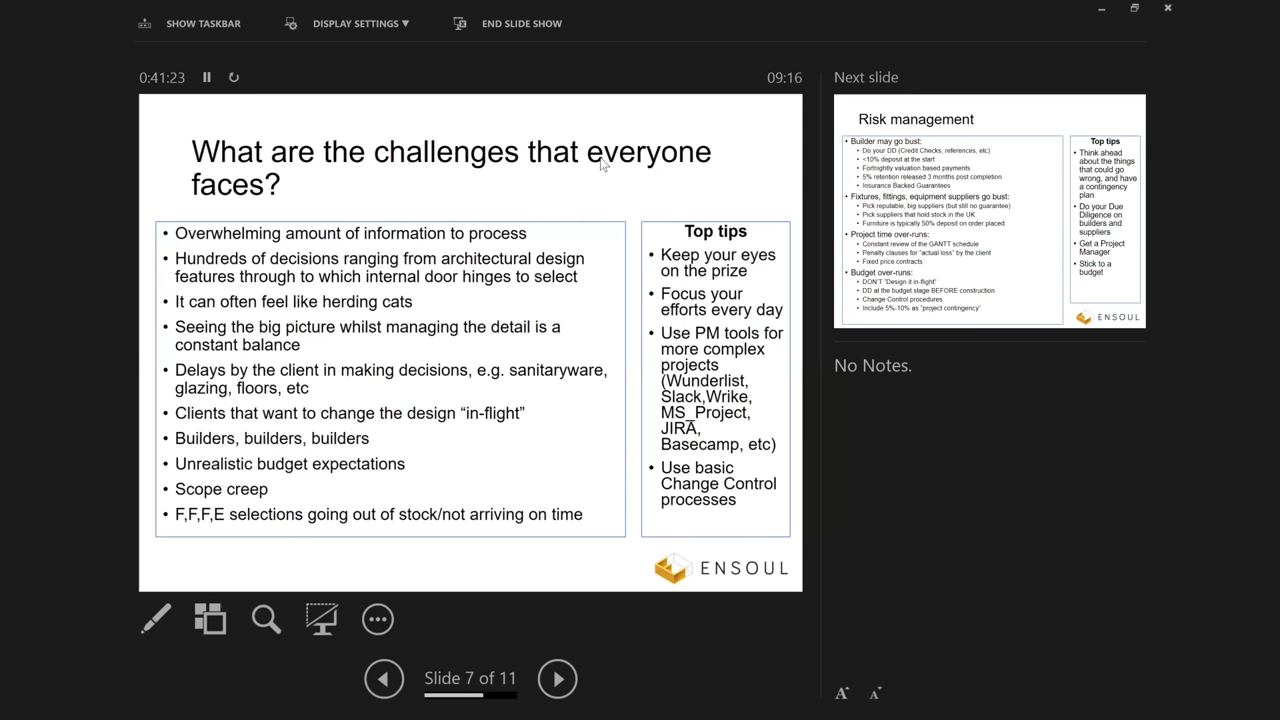 SHOW TASKBAR
DISPLAY SETTINGS ▼
END SLIDE SHOW
0:41:23
09:16
What are the challenges that everyone
faces?
• Overwhelming amount of information to process
• Hundreds of decisions ranging from architectural design
features through to which internal door hinges to select
• It can often feel like herding cats
• Seeing the big picture whilst managing the detail is a
constant balance
• Delays by the client in making decisions, e.g. sanitaryware,
glazing, floors, etc
• Clients that want to change the design “in-flight”
• Builders, builders, builders
• Unrealistic budget expectations
• Scope creep
• F,F,F,E selections going out of stock/not arriving on time
Top tips
• Keep your eyes
on the prize
• Focus your
efforts every day
• Use PM tools for
more complex
projects
(Wunderlist,
Slack,Wrike,
MS_Project,
JIRA,
Basecamp, etc)
• Use basic
Change Control
processes
ENSOUL
Slide 7 of 11
Next slide
Risk management
• Builder may go bust:
• Do your DD (Credit Checks, references, etc)
• <10% deposit at the start
• Fortnightly valuation based payments
• 5% retention released 3 months post completion
• Insurance Backed Guarantees
• Fixtures, fittings, equipment suppliers go bust:
• Pick reputable, big suppliers (but still no guarantee)
• Pick suppliers that hold stock in the UK
• Furniture is typically 50% deposit on order placed
• Project time over-runs:
• Constant review of the GANTT schedule
• Penalty clauses for “actual loss” by the client
• Fixed price contracts
• Budget over-runs:
• DON'T “Design it in-flight”
• DD at the budget stage BEFORE construction
• Change Control procedures
• Include 5%-10% as “project contingency”
Top tips
• Think ahead
about the things
that could go
wrong, and have
a contingency
plan
• Do your Due
Diligence on
builders and
suppliers
• Get a Project
Manager
• Stick to a
budget
ENSOUL
No Notes.
A A